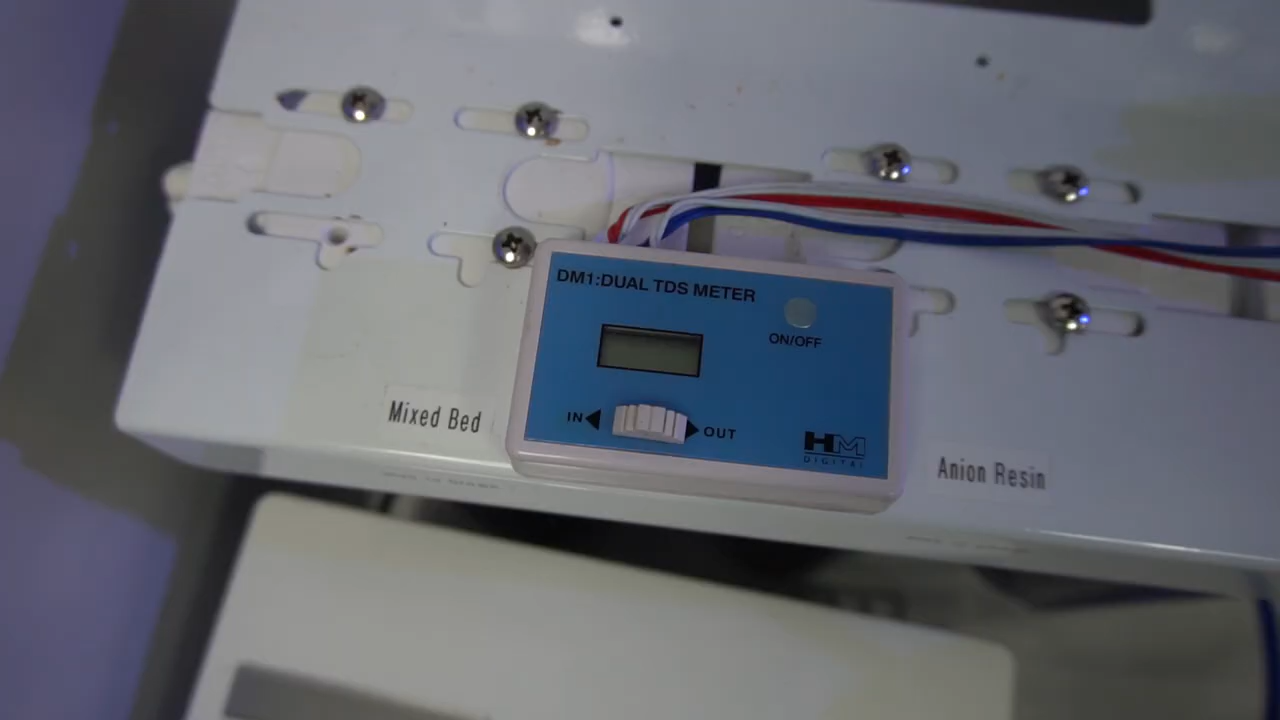 DM1:DUAL TDS METER
ON/OFF
IN
OUT
HM
DIGITAL
Mixed Bed
Anion Resin